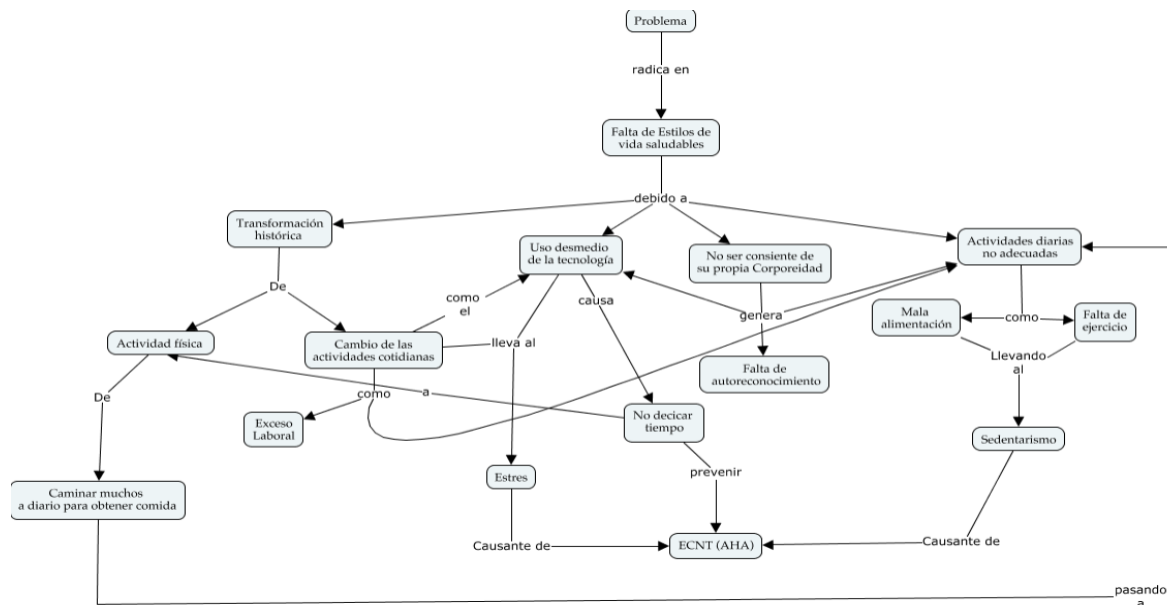 Problema
radica en
Falta de Estilos de
vida saludables
debido a
Transformación
histórica
Uso desmedio
de la tecnología
No ser consiente de
su propia Corporeidad
Actividades diarias
no adecuadas
De
como
el
causa
genera
Mala
alimentación
como
Falta de
ejercicio
Actividad física
Cambio de las
actividades cotidianas
lleva al
Llevando
al
Falta de
autoreconocimiento
De
como
a
Exceso
Laboral
No decicar
tiempo
Sedentarismo
Estres
prevenir
Caminar muchos
a diario para obtener comida
Causante de
ECNT (AHA)
Causante de
pasando
a